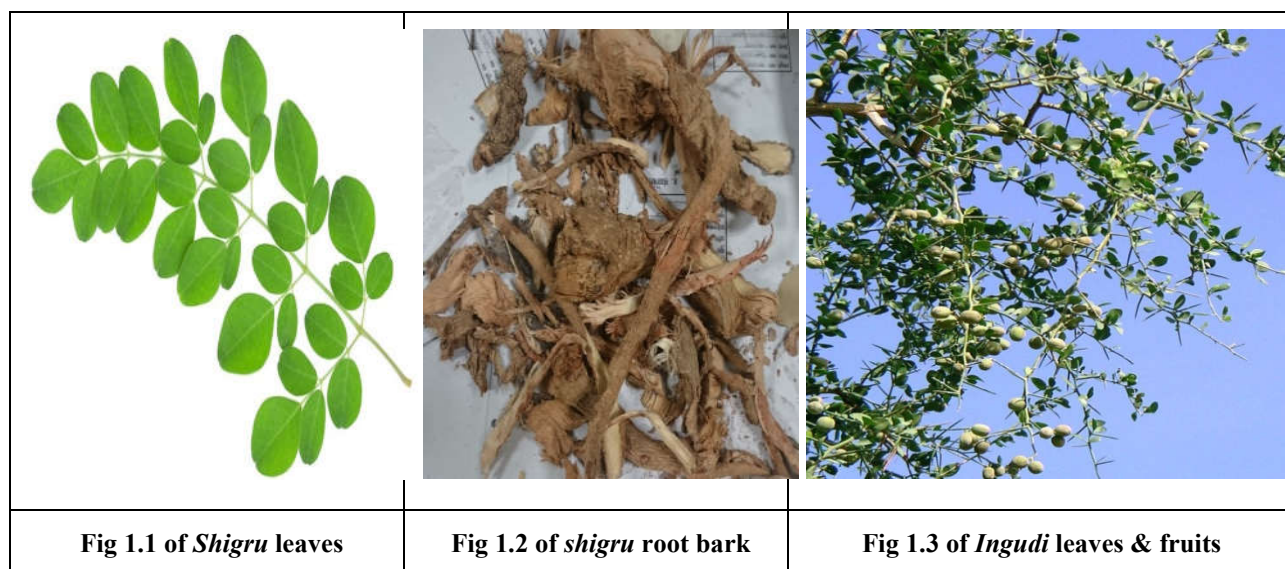 Fig 1.1 of Shigru leaves
Fig 1.2 of shigru root bark
Fig 1.3 of Ingudi leaves & fruits